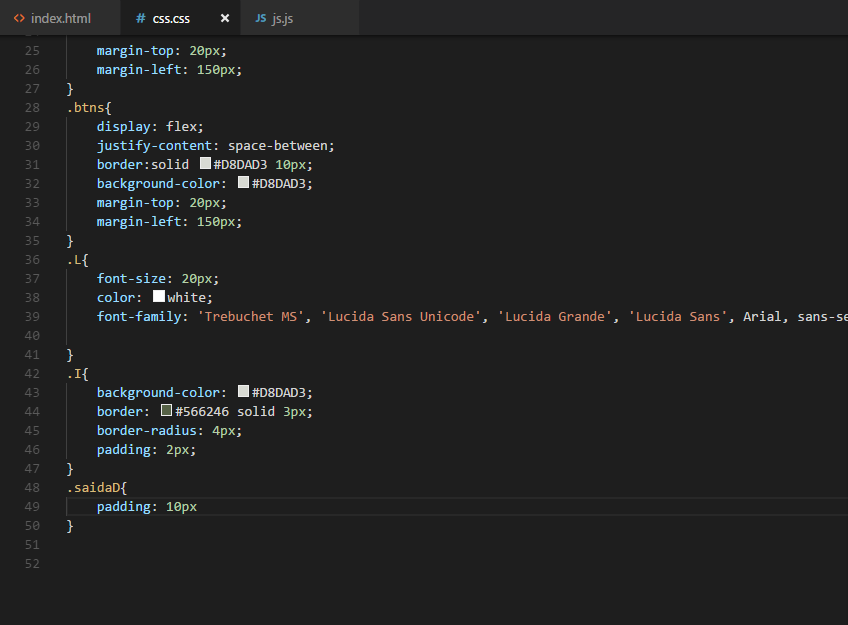 <> index.html # css.css × JS js.js
25 margin-top: 20px;
26 margin-left: 150px;
27 }
28 .btns{
29 display: flex;
30 justify-content: space-between;
31 border:solid #D8DAD3 10px;
32 background-color: #D8DAD3;
33 margin-top: 20px;
34 margin-left: 150px;
35 }
36 .L{
37 font-size: 20px;
38 color: white;
39 font-family: 'Trebuchet MS', 'Lucida Sans Unicode', 'Lucida Grande', 'Lucida Sans', Arial, sans-se
40
41 }
42 .I{
43 background-color: #D8DAD3;
44 border: #566246 solid 3px;
45 border-radius: 4px;
46 padding: 2px;
47 }
48 .saidaD{
49 padding: 10px
50 }
51
52